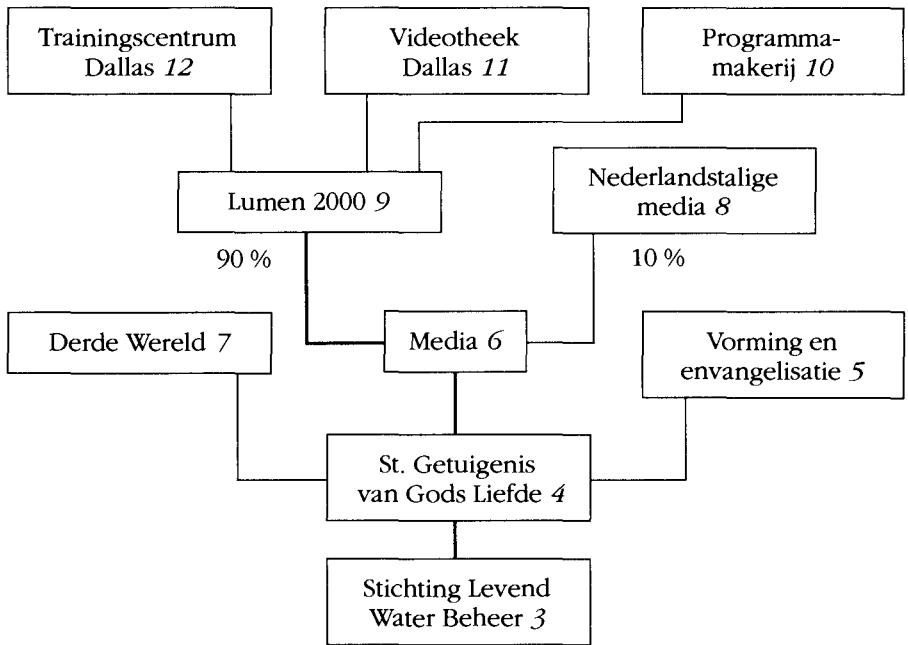 Trainingscentrum
Dallas 12
Videotheek
Dallas 11
Programma-
makerij 10
Lumen 2000 9
Nederlandstalige
media 8
90 %
10 %
Derde Wereld 7
Media 6
Vorming en
envangelisatie 5
St. Getuigenis
van Gods Liefde 4
Stichting Levend
Water Beheer 3